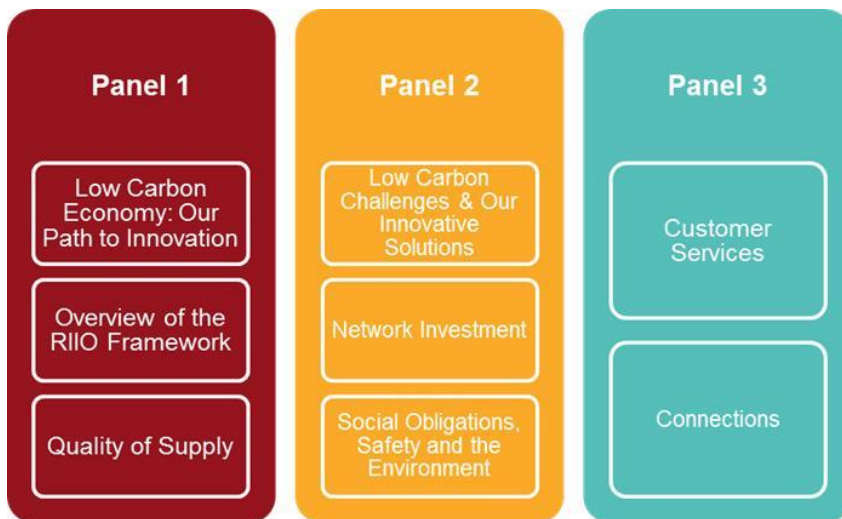 Panel 1
Low Carbon
Economy: Our
Path to Innovation
Overview of the
RIIO Framework
Quality of Supply
Panel 2
Low Carbon
Challenges & Our
Innovative
Solutions
Network Investment
Social Obligations,
Safety and the
Environment
Panel 3
Customer
Services
Connections